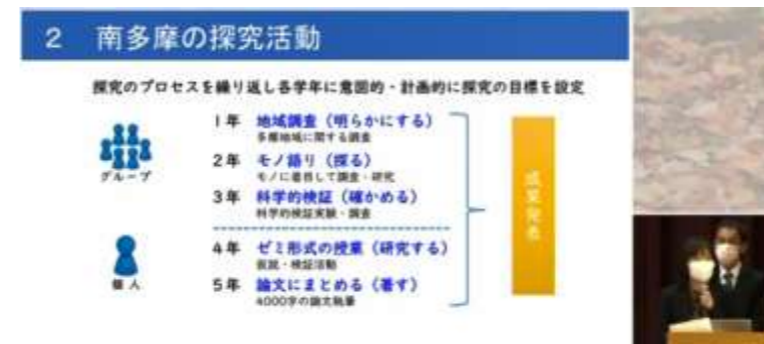 2 南多摩の探究活動
探究のプロセスを繰り返し各学年に意図的・計画的に探究の目標を設定
グループ
1年 地域調査（明らかにする）
多摩地域に関する調査
2年 モノ語り（探る）
モノに着目して調査・研究
3年 科学的検証（確かめる）
科学的検証実験・調査
個人
4年 ゼミ形式の授業（研究する）
仮説・検証活動
5年 論文にまとめる（著す）
4000字の論文執筆
成果発表